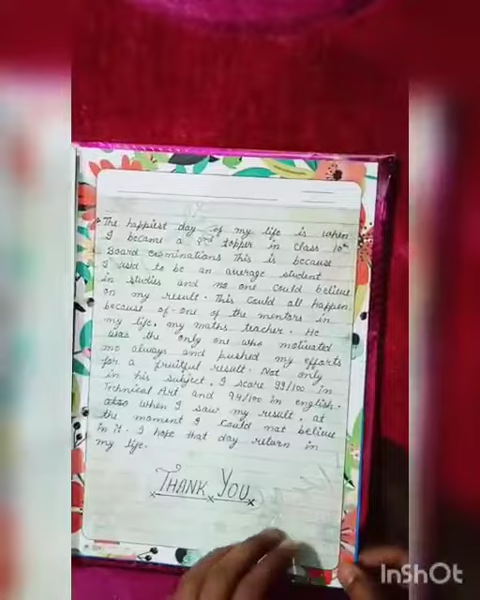 The happiest day of my life is when
I became a 2nd topper in class 10th
Board examinations This is because
I used to be an average student
in studies and no one could believe
on my result. This could all happen
because of one of the mentors in
my life, my maths teacher. He
was the only one who motivated
me always and pushed my efforts
for a fruitful result. Not only
in his subject, I score 99/100 in
Technical Art and 94/100 in english.
when I saw my result, at
the moment I could not believe
in it. I hope that day return in
my life.
THANK YOU
InShOt